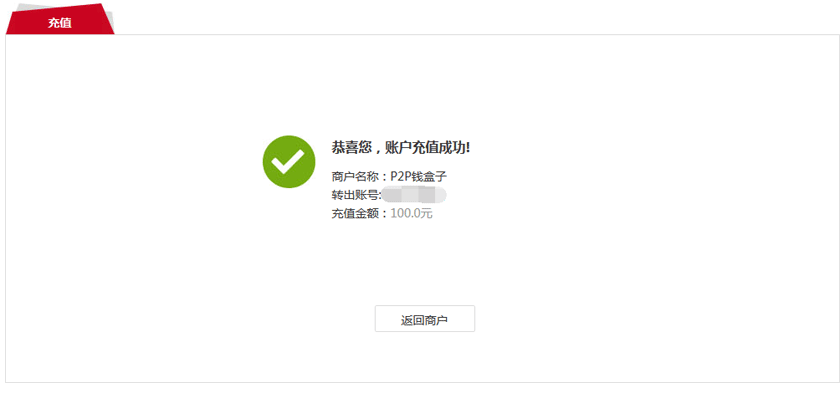 充值
恭喜您，账户充值成功!
商户名称：P2P钱盒子
转出账号:
充值金额：100.0元
返回商户